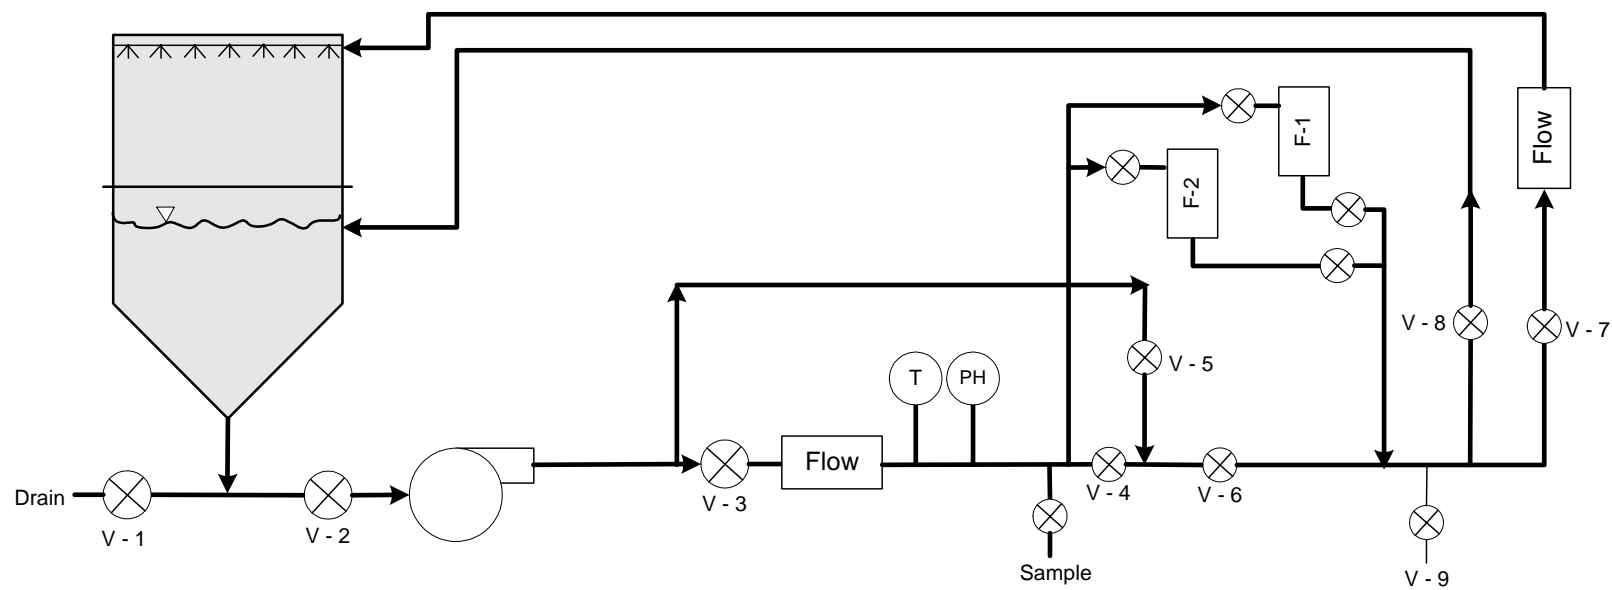 F-1
Flow
F-2
V - 8
V - 7
V - 5
T
PH
Flow
Drain
V - 3
V - 4
V - 6
V - 1
V - 2
Sample
V - 9